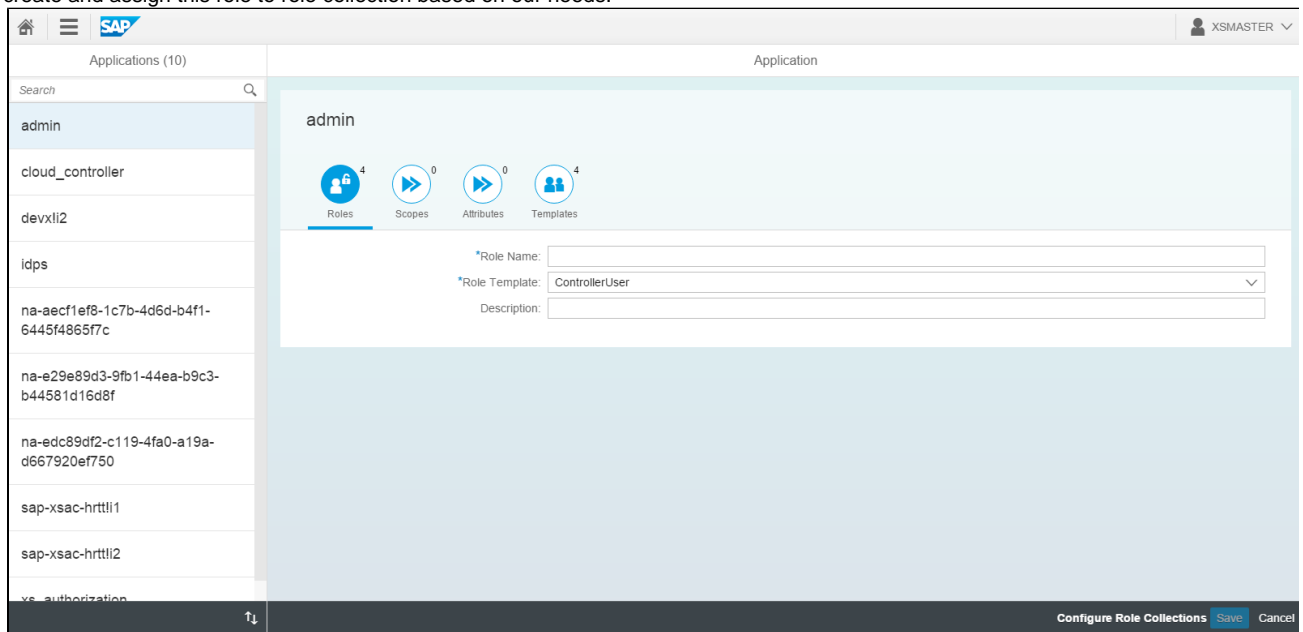 create and assign this role to role collection based on our needs.
SAP
XSMASTER
Applications (10)
Application
Search
admin
cloud_controller
devx!i2
idps
na-aecf1ef8-1c7b-4d6d-b4f1-
6445f4865f7c
na-e29e89d3-9fb1-44ea-b9c3-
b44581d16d8f
na-edc89df2-c119-4fa0-a19a-
d667920ef750
sap-xsac-hrtt!i1
sap-xsac-hrtt!i2
xs_authorization
admin
4
0
0
4
Roles
Scopes
Attributes
Templates
*Role Name:
*Role Template: ControllerUser
Description:
Configure Role Collections Save Cancel